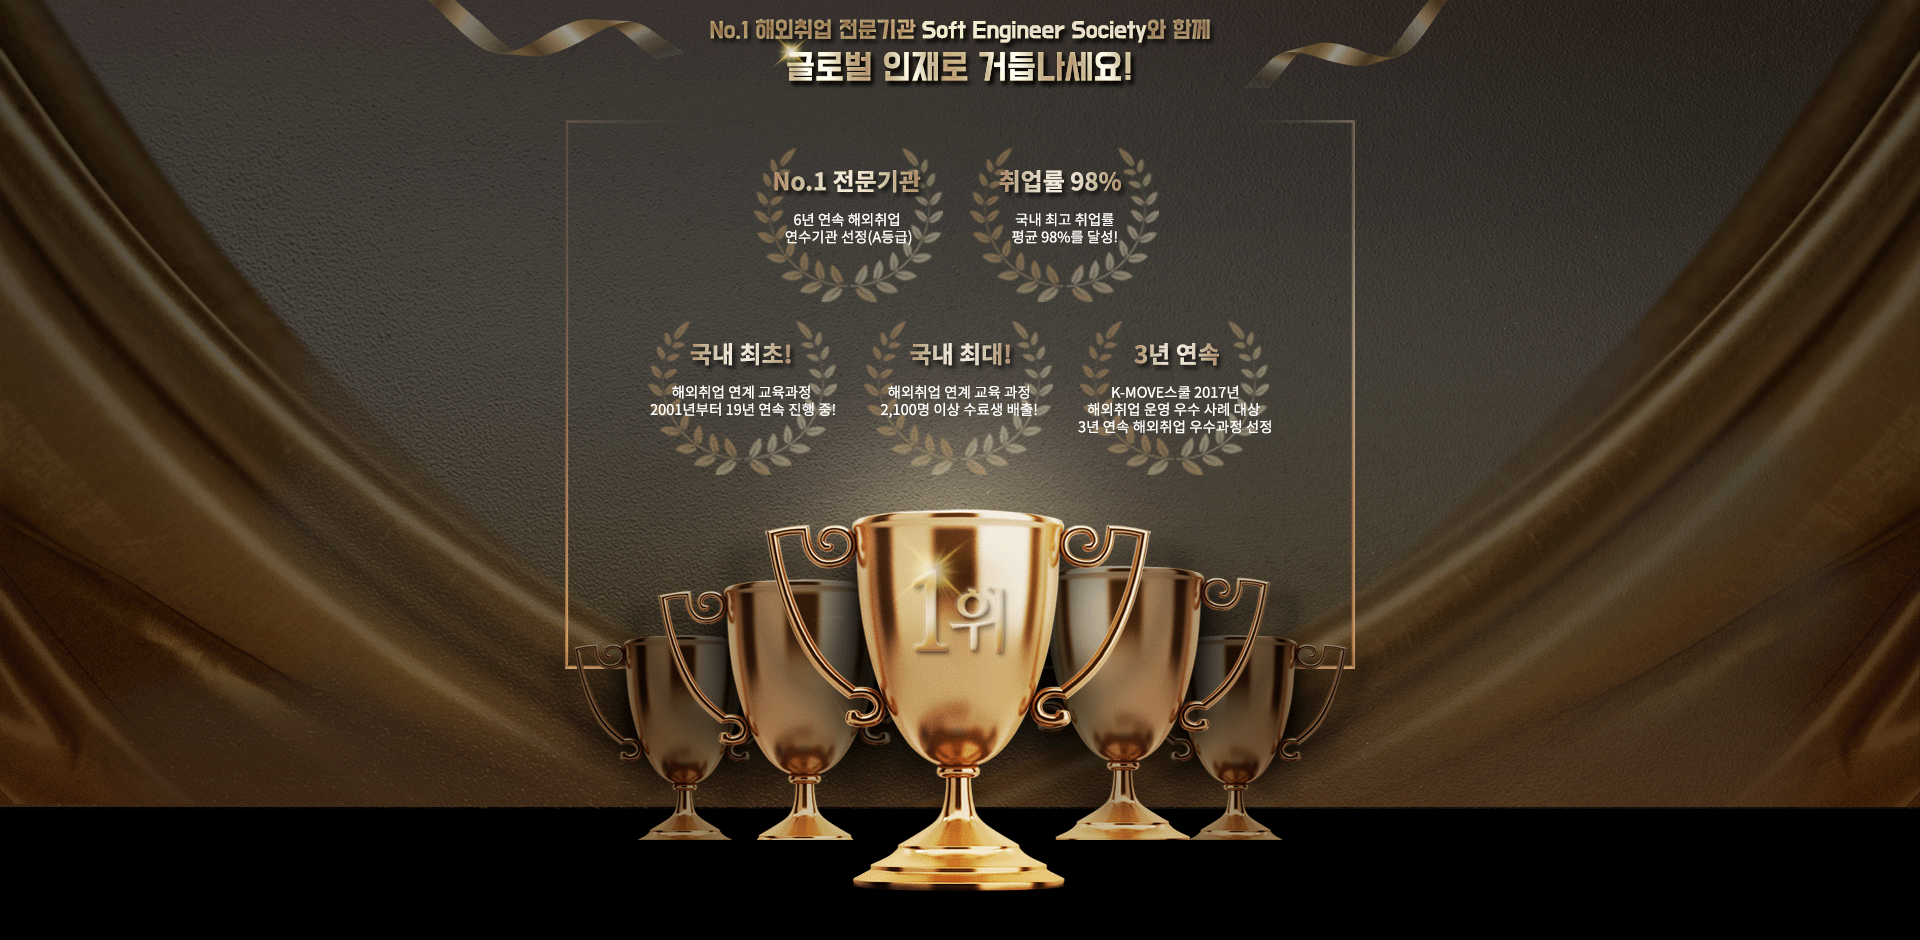 No.1 해외취업 전문기관 Soft Engineer Society와 함께
글로벌 인재로 거듭나세요!
No.1 전문기관
6년 연속 해외취업
연수기관 선정(A등급)
취업률 98%
국내 최고 취업률
평균 98%를 달성!
국내 최초!
해외취업 연계 교육과정
2001년부터 19년 연속 진행 중!
국내 최대!
해외취업 연계 교육 과정
2,100명 이상 수료생 배출!
3년 연속
K-MOVE스쿨 2017년
해외취업 운영 우수 사례 대상
3년 연속 해외취업 우수과정 선정
1위